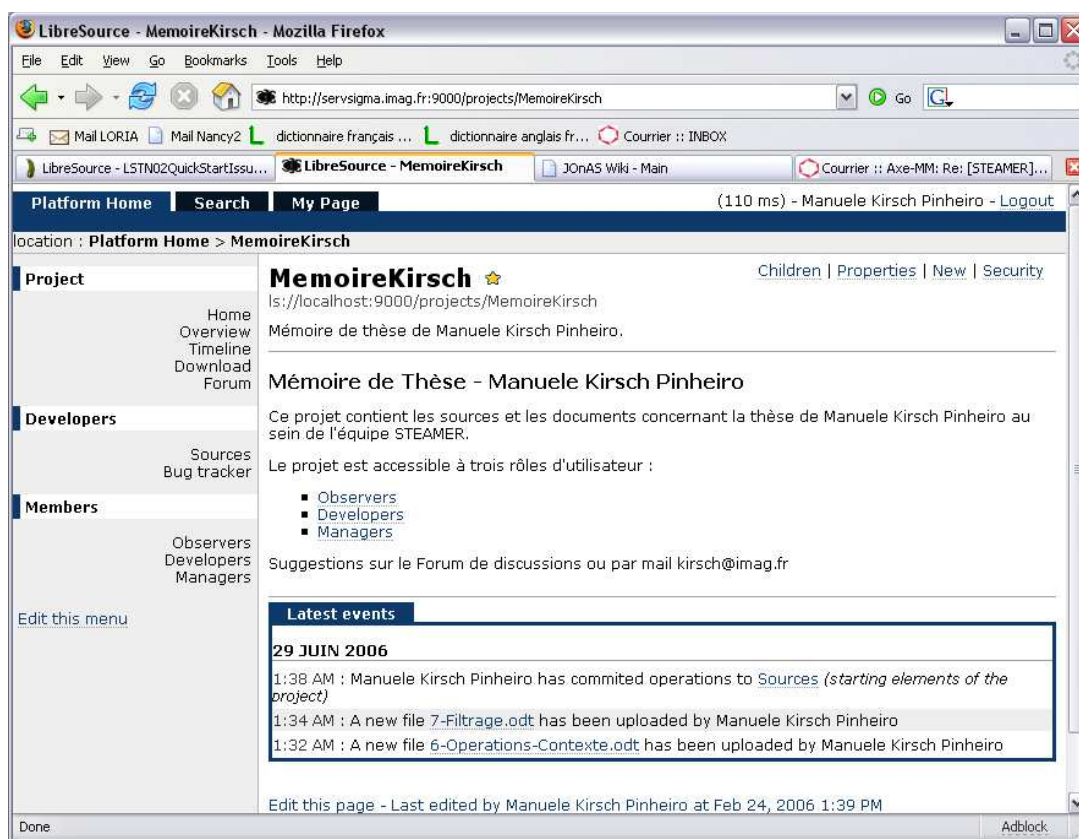 LibreSource - MemoireKirsch - Mozilla Firefox
File Edit View Go Bookmarks Tools Help
http://servsigma.imag.fr:9000/projects/MemoireKirsch Go G
Mail LORIA Mail Nancy2 dictionnaire français ... dictionnaire anglais fr... Courrier :: INBOX
LibreSource - LSTN02QuickStartIssu... LibreSource - MemoireKirsch JOnAS Wiki - Main Courrier :: Axe-MM: Re: [STEAMER]...
Platform Home Search My Page (110 ms) - Manuele Kirsch Pinheiro - Logout
location : Platform Home > MemoireKirsch
Project
Home
Overview
Timeline
Download
Forum
Developers
Sources
Bug tracker
Members
Observers
Developers
Managers
Edit this menu
Children | Properties | New | Security
MemoireKirsch
ls://localhost:9000/projects/MemoireKirsch
Mémoire de thèse de Manuele Kirsch Pinheiro.
Mémoire de Thèse - Manuele Kirsch Pinheiro
Ce projet contient les sources et les documents concernant la thèse de Manuele Kirsch Pinheiro au
sein de l'équipe STEAMER.
Le projet est accessible à trois rôles d'utilisateur :
Observers
Developers
Managers
Suggestions sur le Forum de discussions ou par mail kirsch@imag.fr
Latest events
29 JUIN 2006
1:38 AM : Manuele Kirsch Pinheiro has commited operations to Sources (starting elements of the
project)
1:34 AM : A new file 7-Filtrage.odt has been uploaded by Manuele Kirsch Pinheiro
1:32 AM : A new file 6-Operations-Contexte.odt has been uploaded by Manuele Kirsch Pinheiro
Edit this page - Last edited by Manuele Kirsch Pinheiro at Feb 24, 2006 1:39 PM
Done Adblock